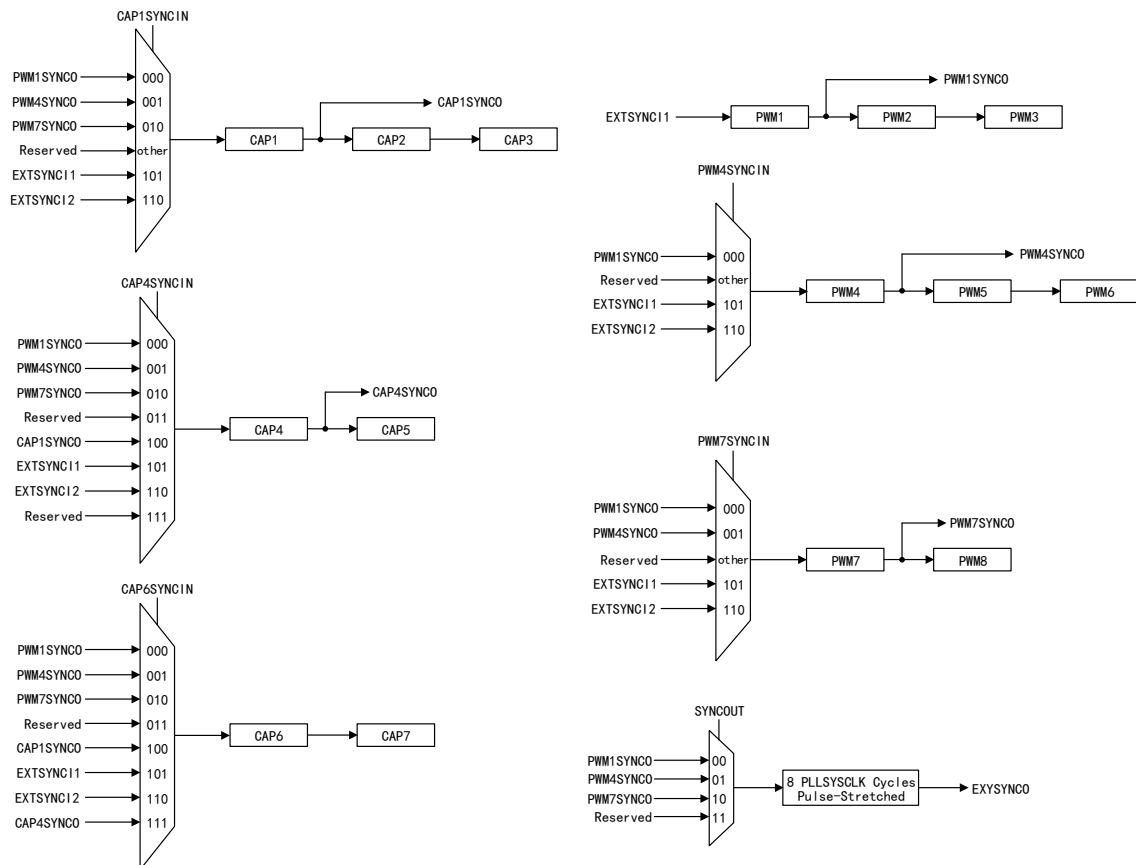 CAP1SYNCIN
PWM1SYNCO
000
PWM4SYNCO
001
PWM7SYNCO
010
Reserved
other
EXTSYNCI1
101
EXTSYNCI2
110
CAP1
CAP1SYNCO
CAP2
CAP3
CAP4SYNCIN
PWM1SYNCO
000
PWM4SYNCO
001
PWM7SYNCO
010
Reserved
011
CAP1SYNCO
100
EXTSYNCI1
101
EXTSYNCI2
110
Reserved
111
CAP4
CAP4SYNCO
CAP5
CAP6SYNCIN
PWM1SYNCO
000
PWM4SYNCO
001
PWM7SYNCO
010
Reserved
011
CAP1SYNCO
100
EXTSYNCI1
101
EXTSYNCI2
110
CAP4SYNCO
111
CAP6
CAP7
EXTSYNCI1
PWM1
PWM1SYNCO
PWM2
PWM3
PWM4SYNCIN
PWM1SYNCO
000
Reserved
other
EXTSYNCI1
101
EXTSYNCI2
110
PWM4
PWM4SYNCO
PWM5
PWM6
PWM7SYNCIN
PWM1SYNCO
000
PWM4SYNCO
001
Reserved
other
EXTSYNCI1
101
EXTSYNCI2
110
PWM7
PWM7SYNCO
PWM8
SYNCOUT
PWM1SYNCO
00
PWM4SYNCO
01
PWM7SYNCO
10
Reserved
11
8 PLLSYSCLK Cycles
Pulse-Stretched
EXYSYNCO